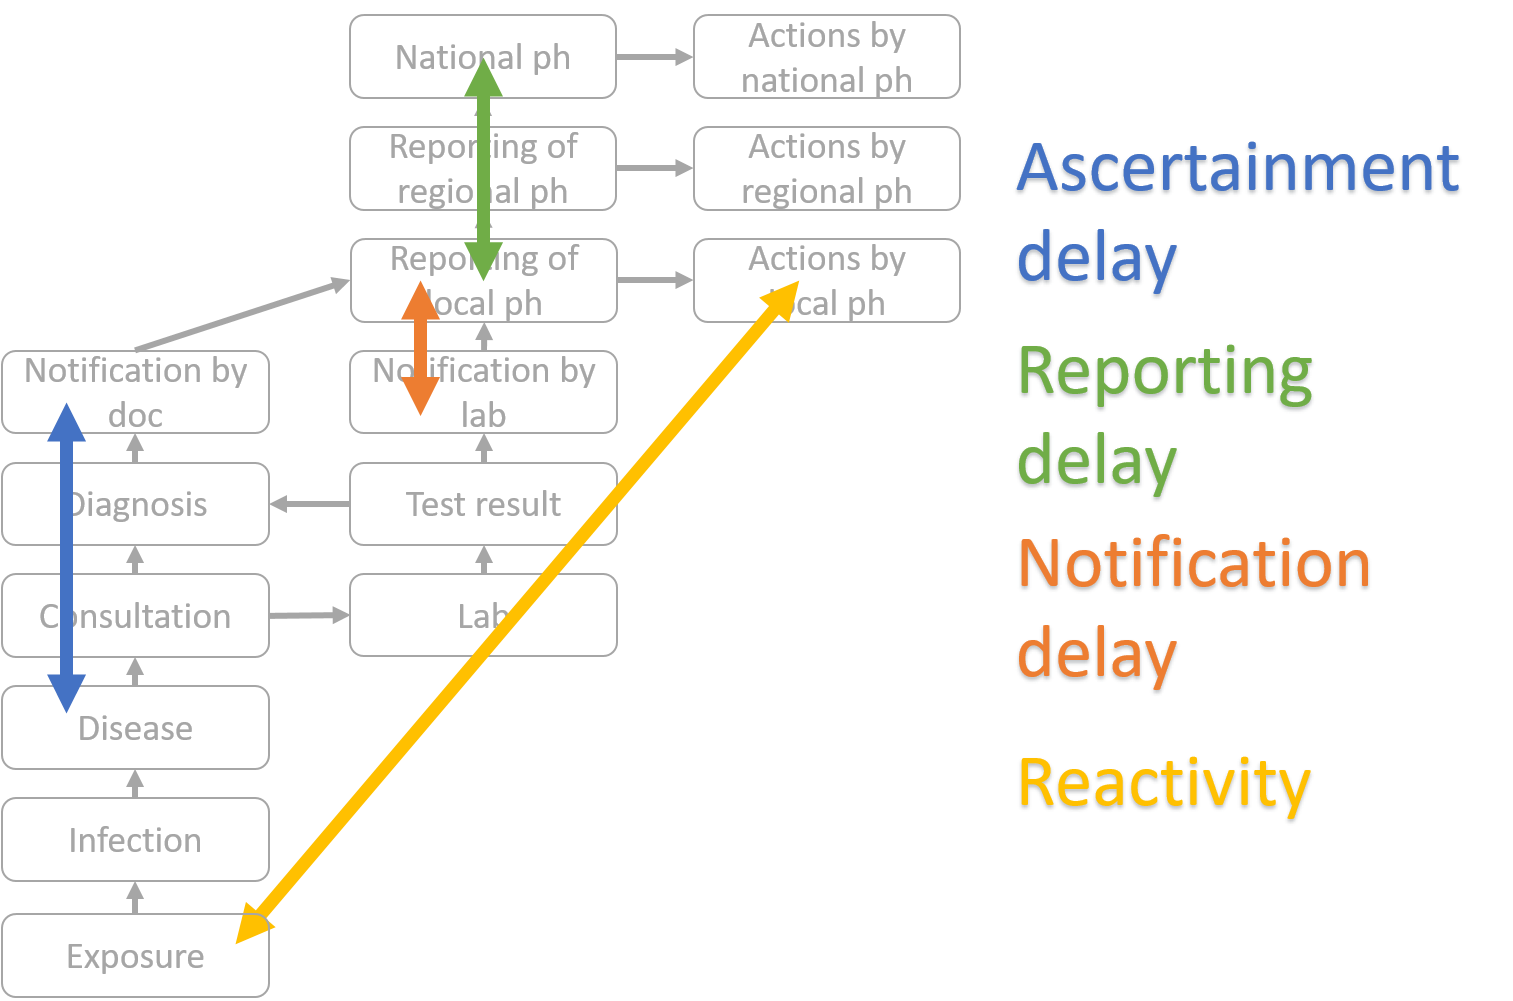 National ph
Actions by
national ph
Reporting of
regional ph
Actions by
regional ph
Reporting of
local ph
Actions by
local ph
Notification by
doc
Notification by
lab
Diagnosis
Test result
Consultation
Lab
Disease
Infection
Exposure
Ascertainment
delay
Reporting
delay
Notification
delay
Reactivity